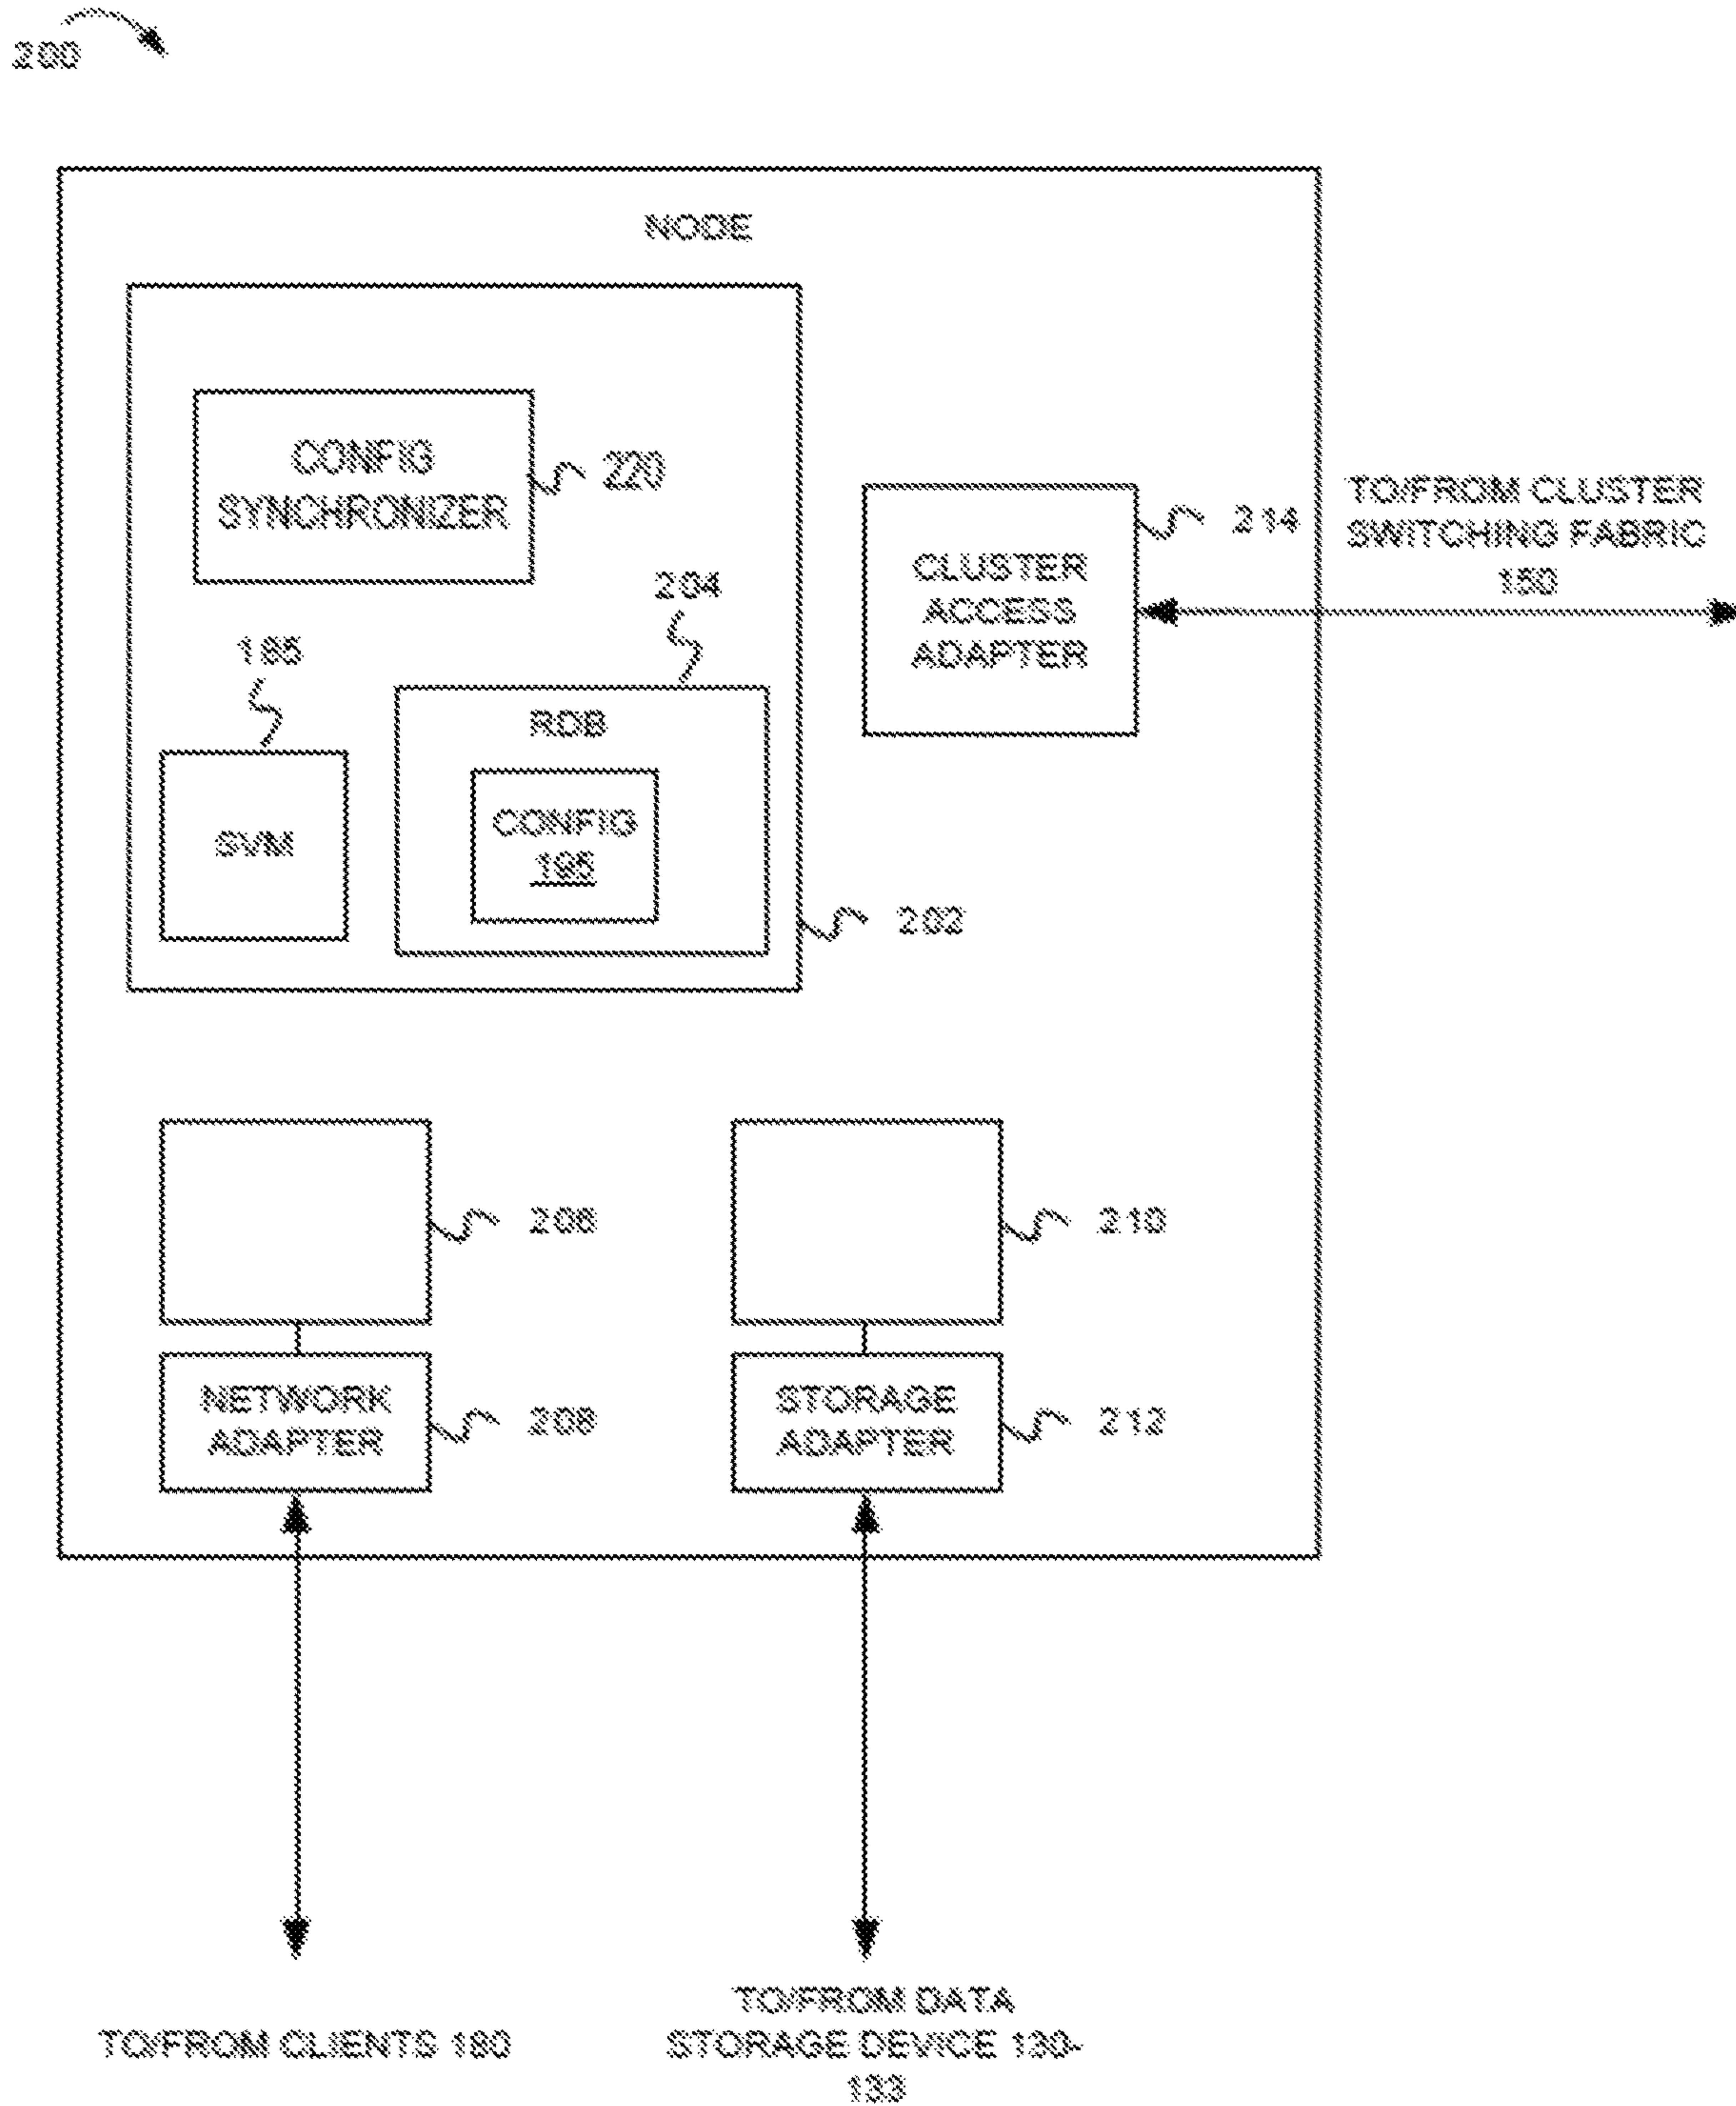 200
NODE
CONFIG
SYNCHRONIZER
220
214
TO/FROM CLUSTER
SWITCHING FABRIC
150
CLUSTER
ACCESS
ADAPTER
204
185
RDB
CONFIG
195
SVM
202
206
210
NETWORK
ADAPTER
208
STORAGE
ADAPTER
212
TO/FROM CLIENTS 180
TO/FROM DATA
STORAGE DEVICE 130-
133